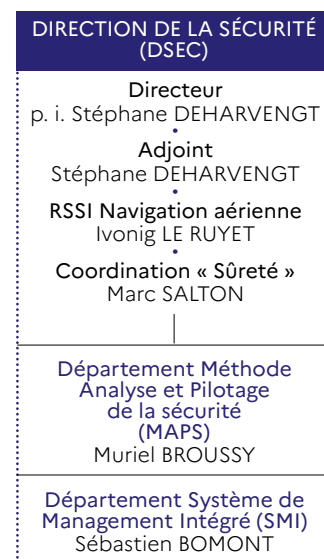 DIRECTION DE LA SÉCURITÉ
(DSEC)
Directeur
p. i. Stéphane DEHARVENGT
•
Adjoint
Stéphane DEHARVENGT
•
RSSI Navigation aérienne
Ivonig LE RUYET
•
Coordination « Sûreté »
Marc SALTON
Département Méthode
Analyse et Pilotage
de la sécurité
(MAPS)
Muriel BROUSSY
Département Système de
Management Intégré (SMI)
Sébastien BOMONT